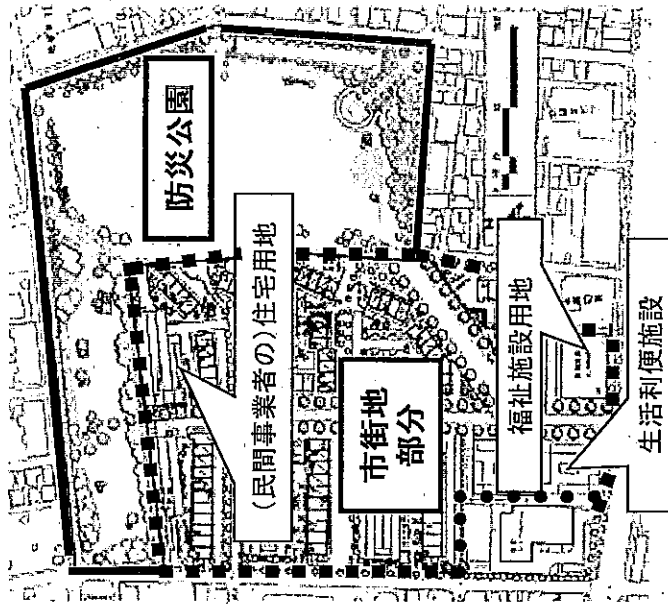 防災公園
(民間事業者の)住宅用地
市街地
部分
福祉施設用地
生活利便施設